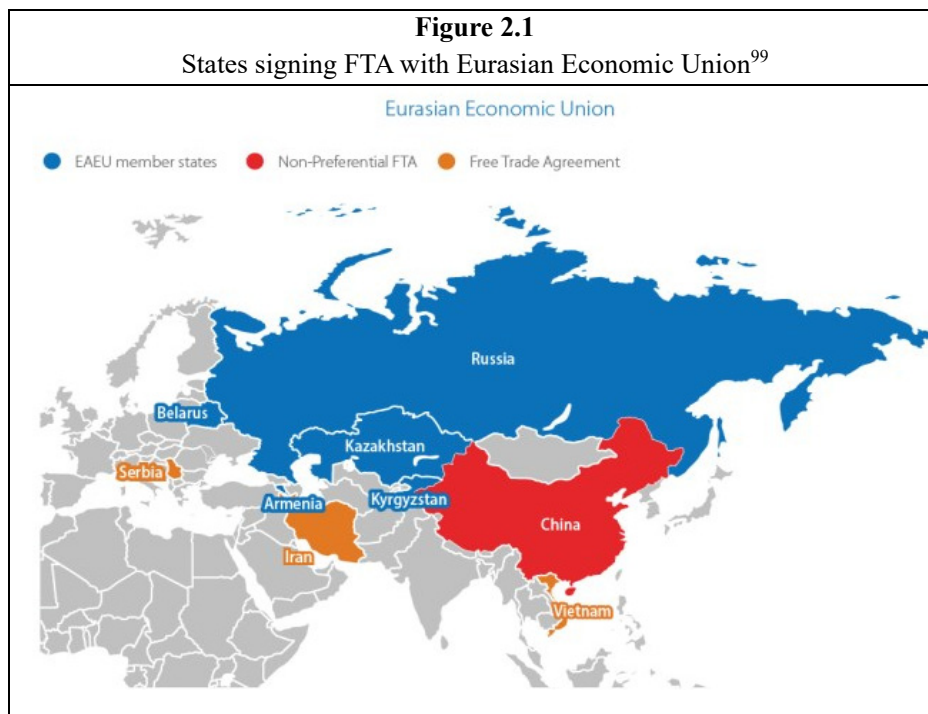 Figure 2.1
States signing FTA with Eurasian Economic Union99
Eurasian Economic Union
EAEU member states Non-Preferential FTA Free Trade Agreement
Russia
Belarus
Kazakhstan
Serbia
Armenia Kyrgyzstan
China
Iran
Vietnam